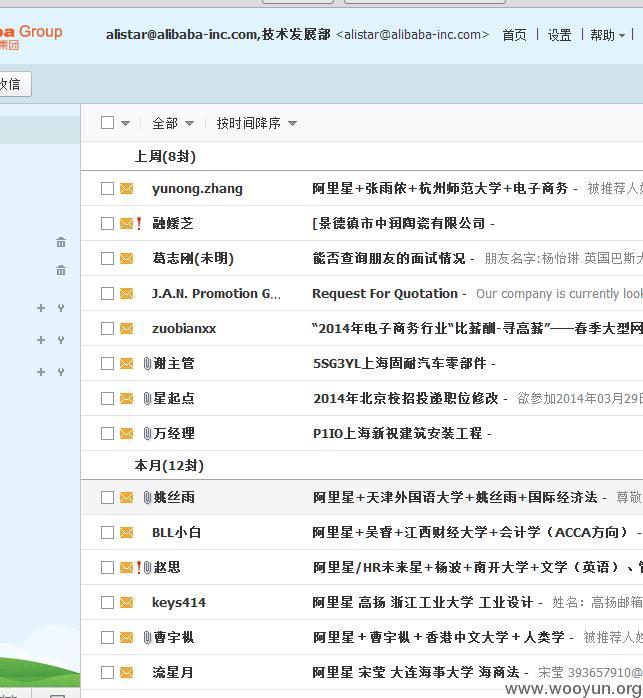 ba Group
集团
alistar@alibaba-inc.com,技术发展部 <alistar@alibaba-inc.com> 首页 | 设置 | 帮助 |
收信
全部 按时间降序
上周(8封)
yunong.zhang 阿里星+张雨侬+杭州师范大学+电子商务 - 被推荐人姓
! 融媛芝 [景德镇市中润陶瓷有限公司 -
葛志刚(未明) 能否查询朋友的面试情况 - 朋友名字:杨怡琳 英国巴斯大
J.A.N. Promotion G... Request For Quotation - Our company is currently look
zuobianxx “2014年电子商务行业“比薪酬-寻高薪”——春季大型网
谢主管 5SG3YL上海固耐汽车零部件 -
星起点 2014年北京校招投递职位修改 - 欲参加2014年03月29日
万经理 P1IO上海新视建筑安装工程 -
本月(12封)
姚丝雨 阿里星+天津外国语大学+姚丝雨+国际经济法 - 尊敬
BLL小白 阿里星+吴睿+江西财经大学+会计学（ACCA方向） -
! 赵思 阿里星/HR未来星+杨波+南开大学+文学（英语）、管
keys414 阿里星 高扬 浙江工业大学 工业设计 - 姓名：高扬邮箱
曹宇枞 阿里星+曹宇枞+香港中文大学+人类学 - 被推荐人姓
流星月 阿里星 宋莹 大连海事大学 海商法 - 宋莹 393657910@
www.wooyun.org